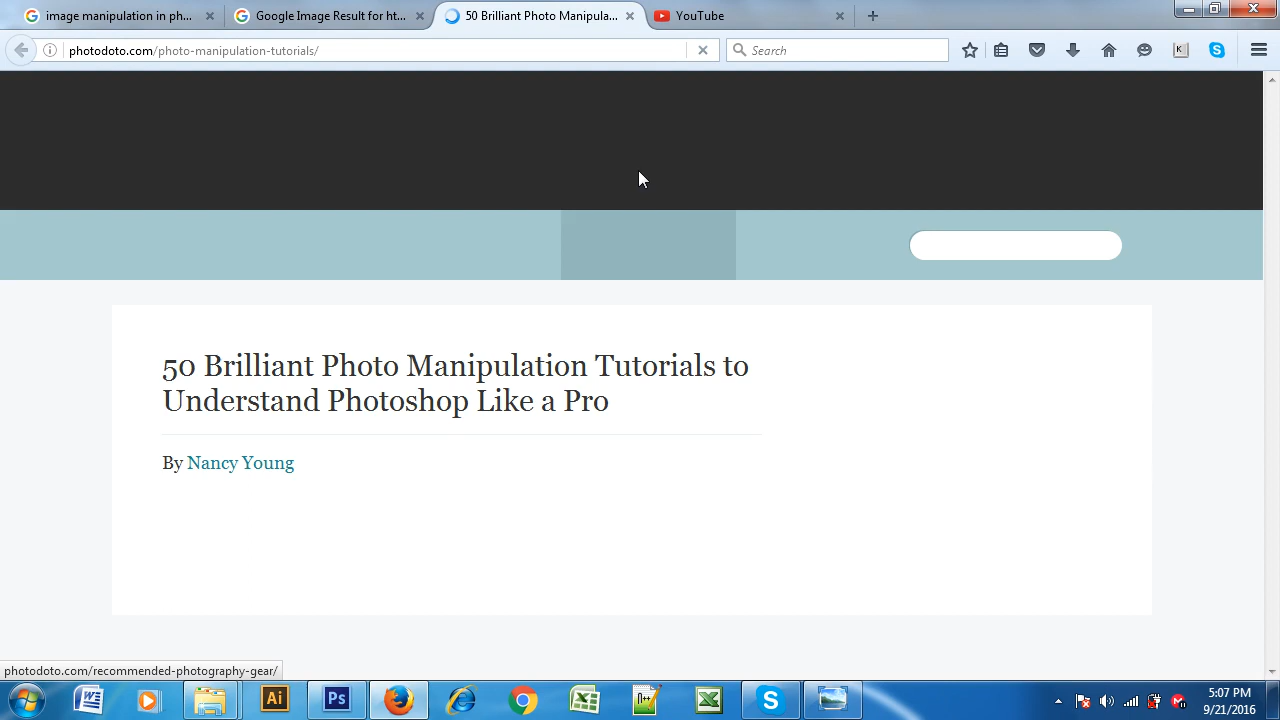 image manipulation in ph...
Google Image Result for ht...
50 Brilliant Photo Manipula...
YouTube
photodoto.com/photo-manipulation-tutorials/
Search
50 Brilliant Photo Manipulation Tutorials to
Understand Photoshop Like a Pro
By Nancy Young
photodoto.com/recommended-photography-gear/
Ai
Ps
5:07 PM
9/21/2016